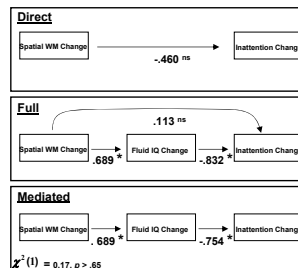 Direct
Spatial WM Change
Inattention Change
-.460 ns
Full
.113 ns
Spatial WM Change
Fluid IQ Change
Inattention Change
.689 *
-.832 *
Mediated
Spatial WM Change
Fluid IQ Change
Inattention Change
. 689 *
-.754 *
χ² (1) = 0.17, p > .65